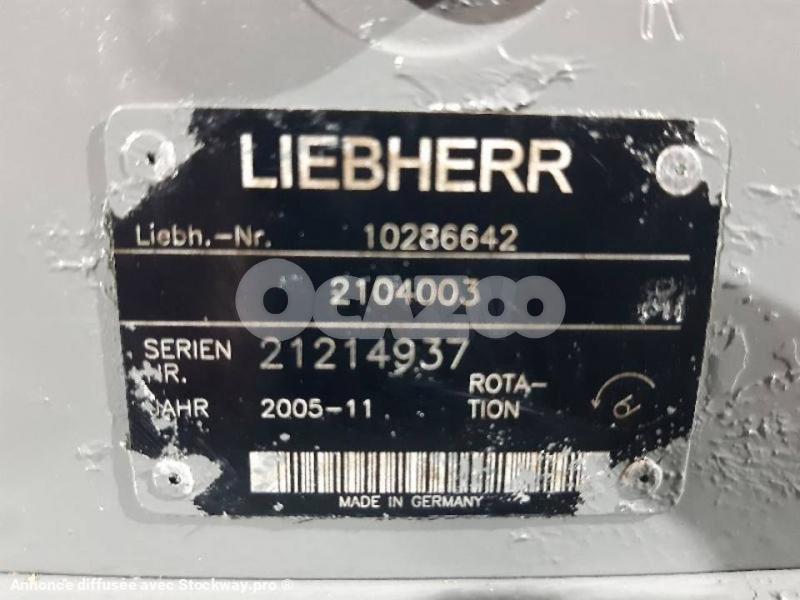 LIEBHERR
Liebh.-Nr. 10286642
2104003
OCAZOO
SERIEN NR. 21214937
JAHR 2005-11 ROTA-TION
MADE IN GERMANY
Annonce diffusée avec Stockway.pro ®